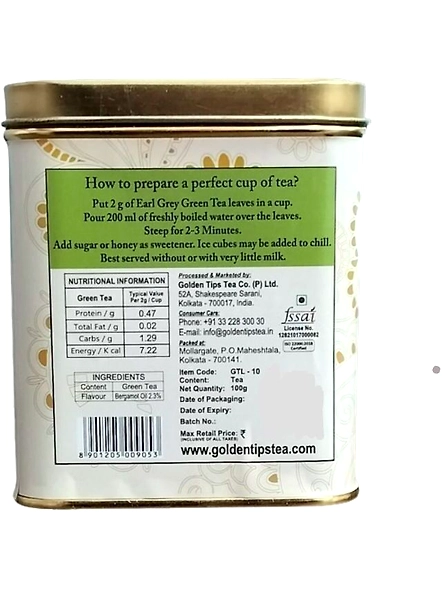 How to prepare a perfect cup of tea?
Put 2 g of Earl Grey Green Tea leaves in a cup.
Pour 200 ml of freshly boiled water over the leaves.
Steep for 2-3 Minutes.
Add sugar or honey as sweetener. Ice cubes may be added to chill.
Best served without or with very little milk.
NUTRITIONAL INFORMATION
Green Tea Typical Value Per 2g / Cup
Protein / g 0.47
Total Fat / g 0.02
Carbs / g 1.29
Energy / K cal 7.22
INGREDIENTS
Content Green Tea
Flavour Bergamot Oil 2.3%
8 901205 009053
Processed & Marketed by:
Golden Tips Tea Co. (P) Ltd.
52A, Shakespeare Sarani,
Kolkata - 700017, India.
Consumer Care:
Phone: +91 33 228 300 30
E-mail: info@goldentipstea.in
Packed at:
Mollargate, P.O.Maheshtala,
Kolkata - 700141.
fssai
License No.
12821017000062
ISO 22000:2018
Certified
Item Code: GTL - 10
Content: Tea
Net Quantity: 100g
Date of Packaging:
Date of Expiry:
Batch No.:
Max Retail Price: ₹
(INCLUSIVE OF ALL TAXES)
www.goldentipstea.com